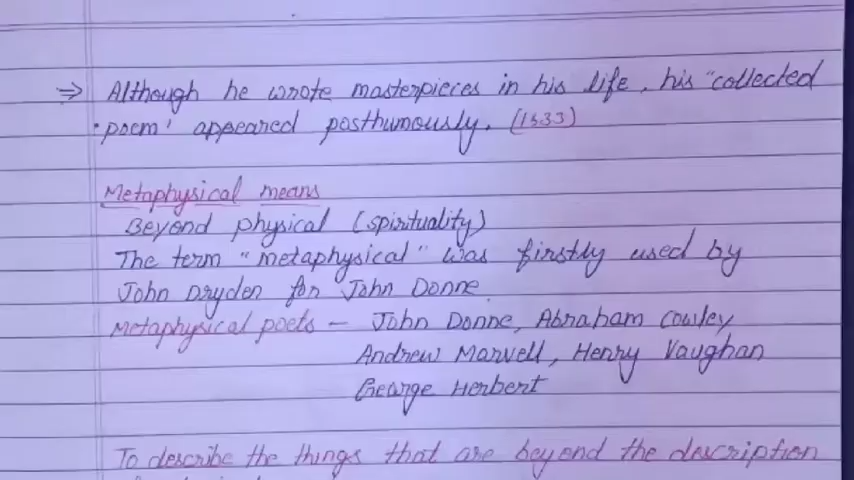 ⇒ Although he wrote masterpieces in his life, his "collected
poem' appeared posthumously. (1633)
Metaphysical means
Beyond physical (spirituality)
The term "metaphysical" was firstly used by
John Dryden for John Donne.
Metaphysical poets – John Donne, Abraham Cowley,
Andrew Marvell, Henry Vaughan
George Herbert
To describe the things that are beyond the description